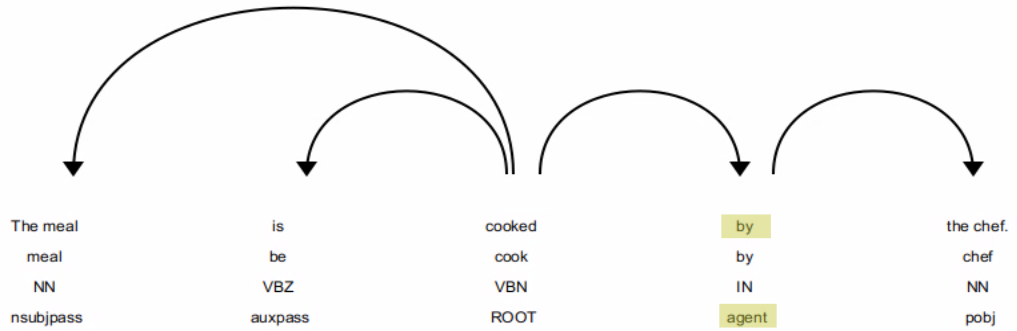 The meal is cooked by the chef.
meal be cook by chef
NN VBZ VBN IN NN
nsubjpass auxpass ROOT agent pobj